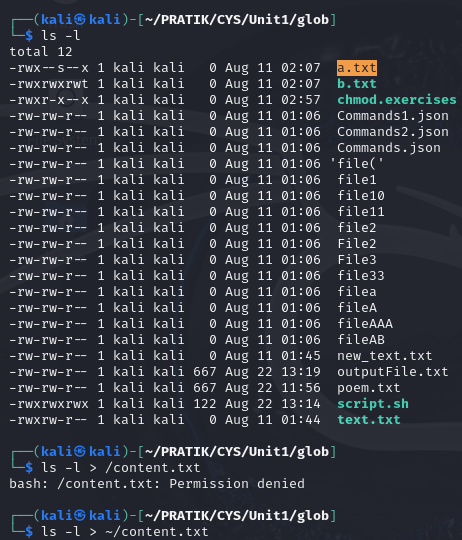 ┌──(kali㉿kali)-[~/PRATIK/CYS/Unit1/glob]
└─$ ls -l
total 12
-rwx--s--x 1 kali kali   0 Aug 11 02:07  a.txt
-rwxrwxrwt 1 kali kali   0 Aug 11 02:07  b.txt
-rwxr-x--x 1 kali kali   0 Aug 11 02:57  chmod.exercises
-rw-rw-r-- 1 kali kali   0 Aug 11 01:06  Commands1.json
-rw-rw-r-- 1 kali kali   0 Aug 11 01:06  Commands2.json
-rw-rw-r-- 1 kali kali   0 Aug 11 01:06  Commands.json
-rw-rw-r-- 1 kali kali   0 Aug 11 01:06 'file('
-rw-rw-r-- 1 kali kali   0 Aug 11 01:06  file1
-rw-rw-r-- 1 kali kali   0 Aug 11 01:06  file10
-rw-rw-r-- 1 kali kali   0 Aug 11 01:06  file11
-rw-rw-r-- 1 kali kali   0 Aug 11 01:06  file2
-rw-rw-r-- 1 kali kali   0 Aug 11 01:06  File2
-rw-rw-r-- 1 kali kali   0 Aug 11 01:06  File3
-rw-rw-r-- 1 kali kali   0 Aug 11 01:06  file33
-rw-rw-r-- 1 kali kali   0 Aug 11 01:06  filea
-rw-rw-r-- 1 kali kali   0 Aug 11 01:06  fileA
-rw-rw-r-- 1 kali kali   0 Aug 11 01:06  fileAAA
-rw-rw-r-- 1 kali kali   0 Aug 11 01:06  fileAB
-rw-rw-r-- 1 kali kali   0 Aug 11 01:45  new_text.txt
-rw-rw-r-- 1 kali kali 667 Aug 22 13:19  outputFile.txt
-rw-rw-r-- 1 kali kali 667 Aug 22 11:56  poem.txt
-rwxrwxrwx 1 kali kali 122 Aug 22 13:14  script.sh
-rwxrw-r-- 1 kali kali   0 Aug 11 01:44  text.txt
┌──(kali㉿kali)-[~/PRATIK/CYS/Unit1/glob]
└─$ ls -l > /content.txt
bash: /content.txt: Permission denied
┌──(kali㉿kali)-[~/PRATIK/CYS/Unit1/glob]
└─$ ls -l > ~/content.txt